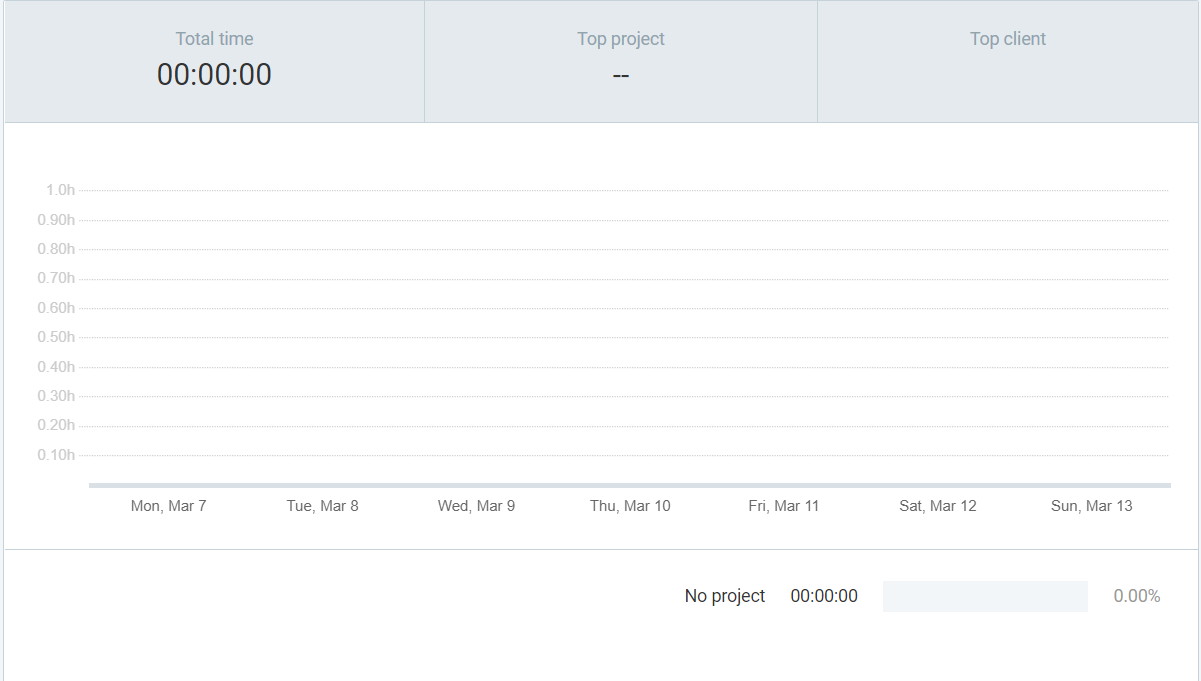 Total time
Top project
Top client
00:00:00
--
1.0h
0.90h
0.80h
0.70h
0.60h
0.50h
0.40h
0.30h
0.20h
0.10h
Mon, Mar 7
Tue, Mar 8
Wed, Mar 9
Thu, Mar 10
Fri, Mar 11
Sat, Mar 12
Sun, Mar 13
No project 00:00:00 0.00%